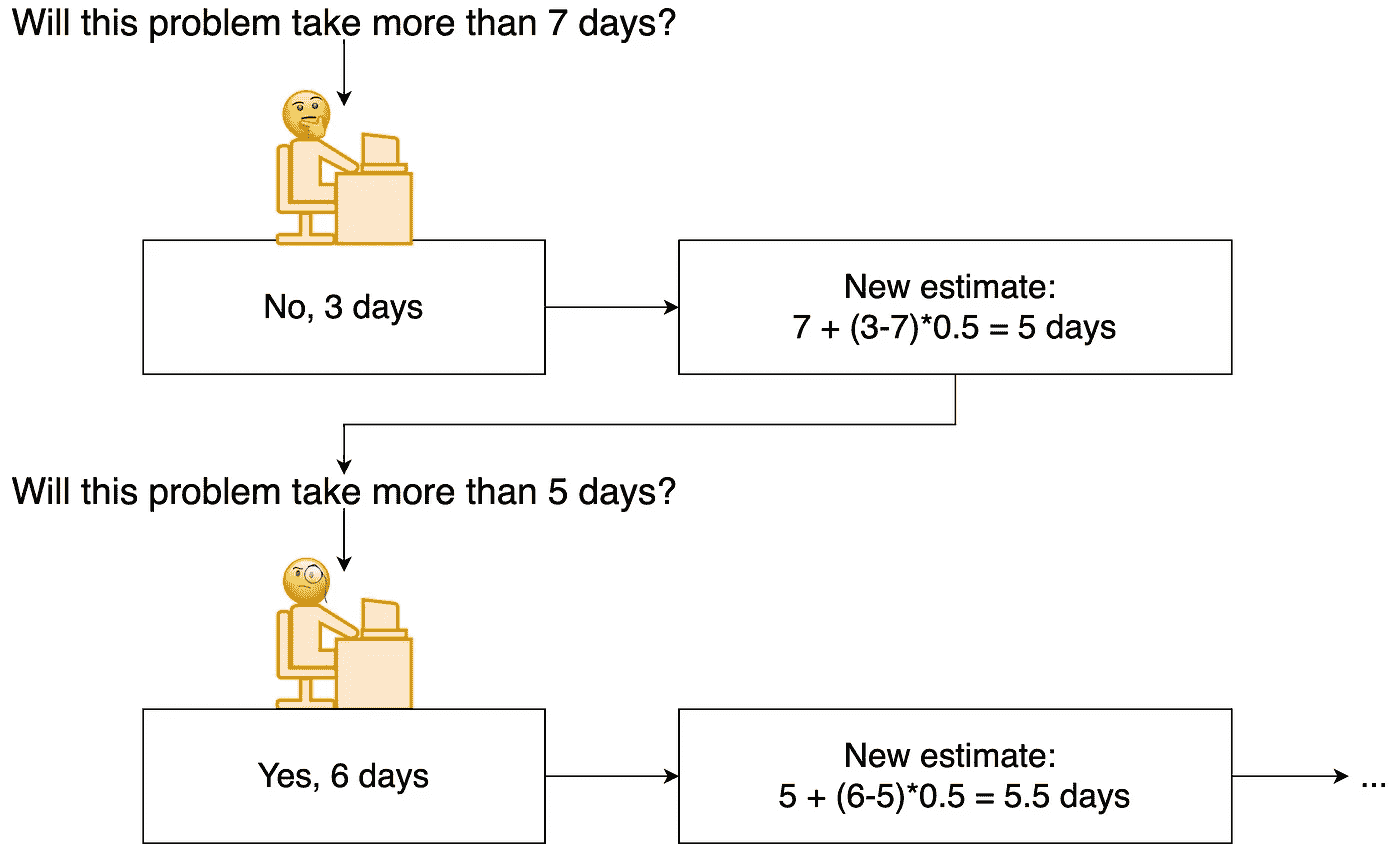 Will this problem take more than 7 days?
No, 3 days
New estimate:
7 + (3-7)*0.5 = 5 days
Will this problem take more than 5 days?
Yes, 6 days
New estimate:
5 + (6-5)*0.5 = 5.5 days
...